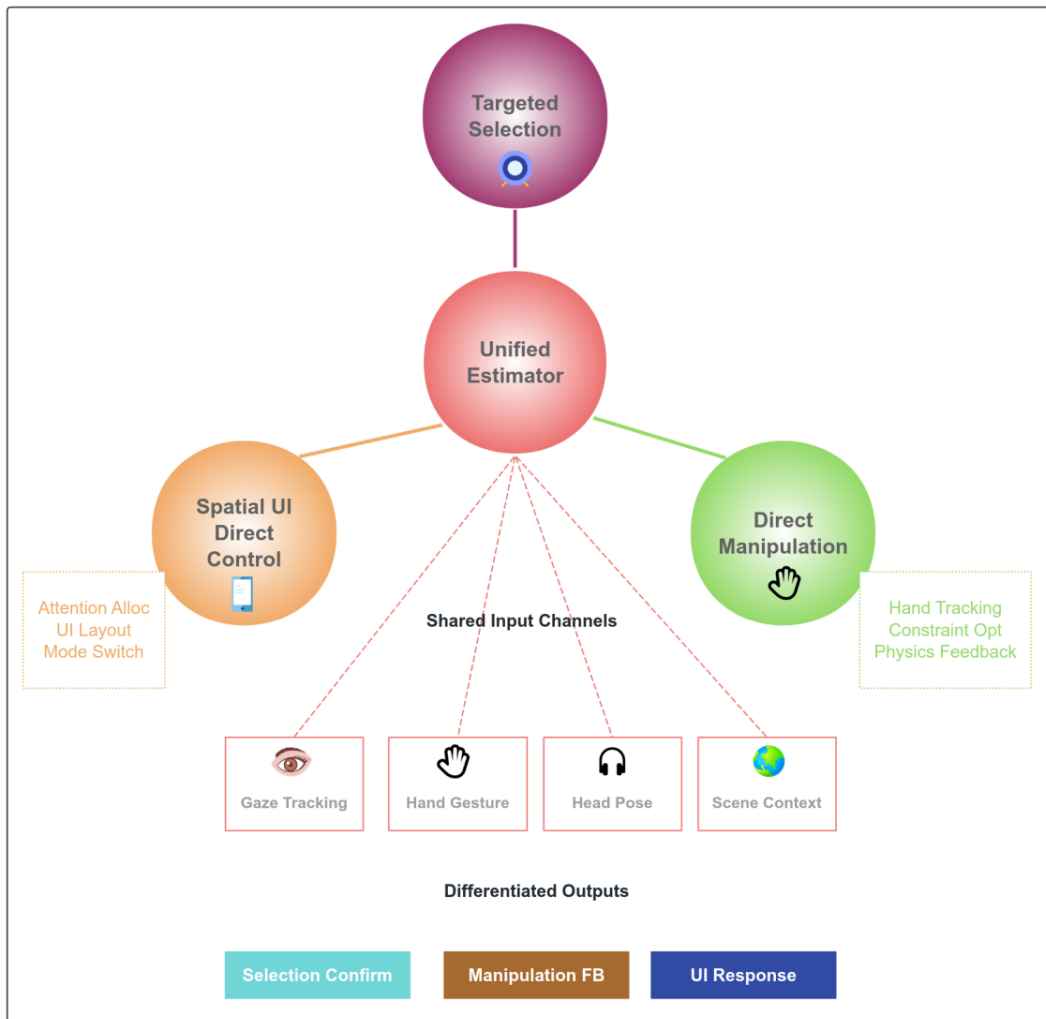 Targeted
Selection
Unified
Estimator
Spatial UI
Direct
Control
Direct
Manipulation
Attention Alloc
UI Layout
Mode Switch
Hand Tracking
Constraint Opt
Physics Feedback
Shared Input Channels
Gaze Tracking
Hand Gesture
Head Pose
Scene Context
Differentiated Outputs
Selection Confirm
Manipulation FB
UI Response